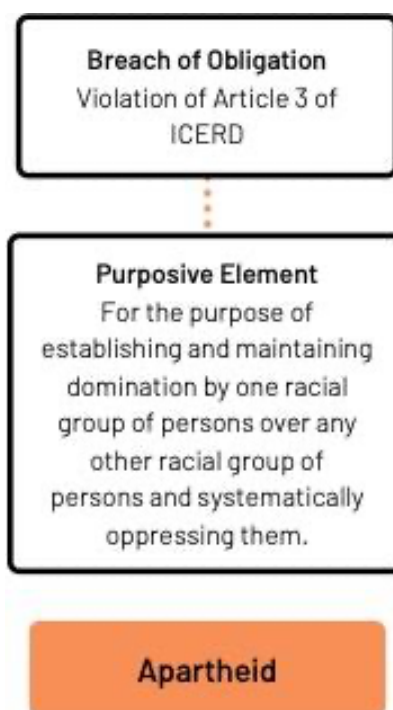 Breach of Obligation
Violation of Article 3 of
ICERD
Purposive Element
For the purpose of
establishing and maintaining
domination by one racial
group of persons over any
other racial group of
persons and systematically
oppressing them.
Apartheid